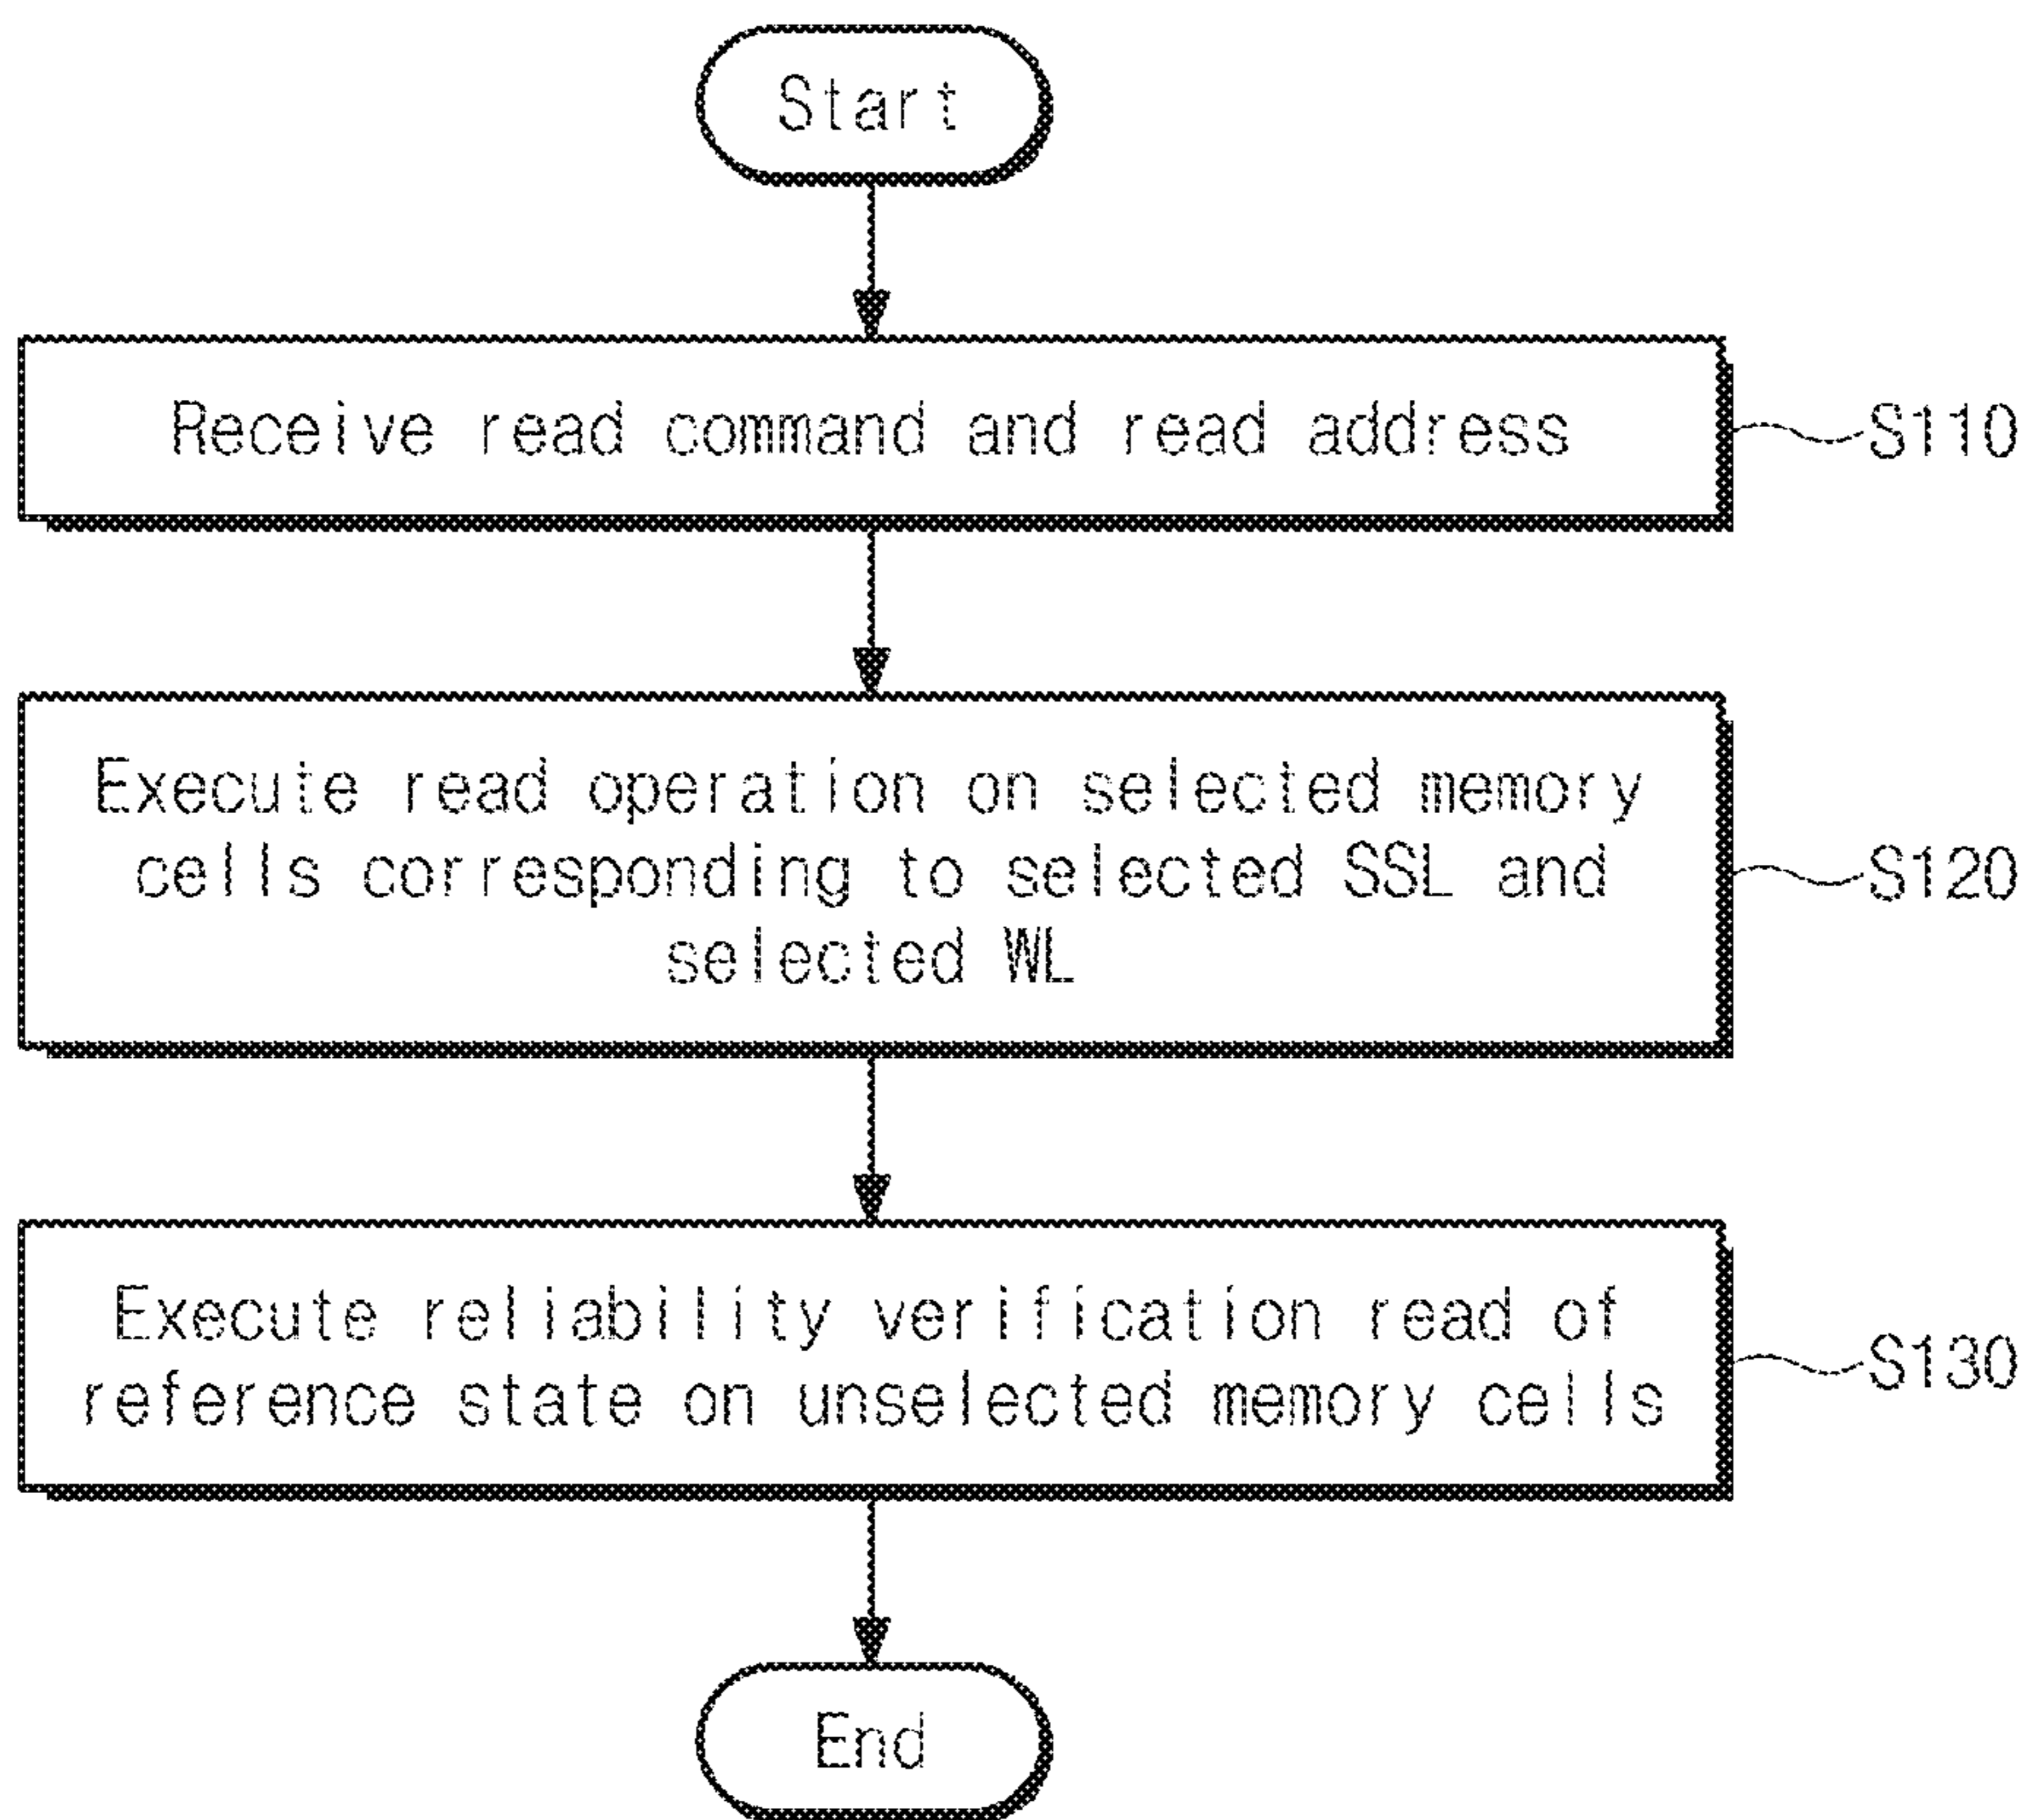 Start
Receive read command and read address
S110
Execute read operation on selected memory
cells corresponding to selected SSL and
selected WL
S120
Execute reliability verification read of
reference state on unselected memory cells
S130
End